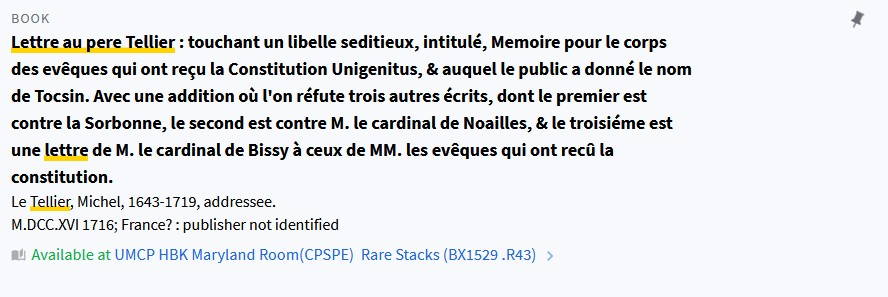 BOOK
Lettre au pere Tellier : touchant un libelle seditieux, intitulé, Memoire pour le corps
des evêques qui ont reçu la Constitution Unigenitus, & auquel le public a donné le nom
de Tocsin. Avec une addition où l'on réfute trois autres écrits, dont le premier est
contre la Sorbonne, le second est contre M. le cardinal de Noailles, & le troisiéme est
une lettre de M. le cardinal de Bissy à ceux de MM. les evêques qui ont recû la
constitution.
Le Tellier, Michel, 1643-1719, addressee.
M.DCC.XVI 1716; France? : publisher not identified
Available at UMCP HBK Maryland Room(CPSPE) Rare Stacks (BX1529 .R43)